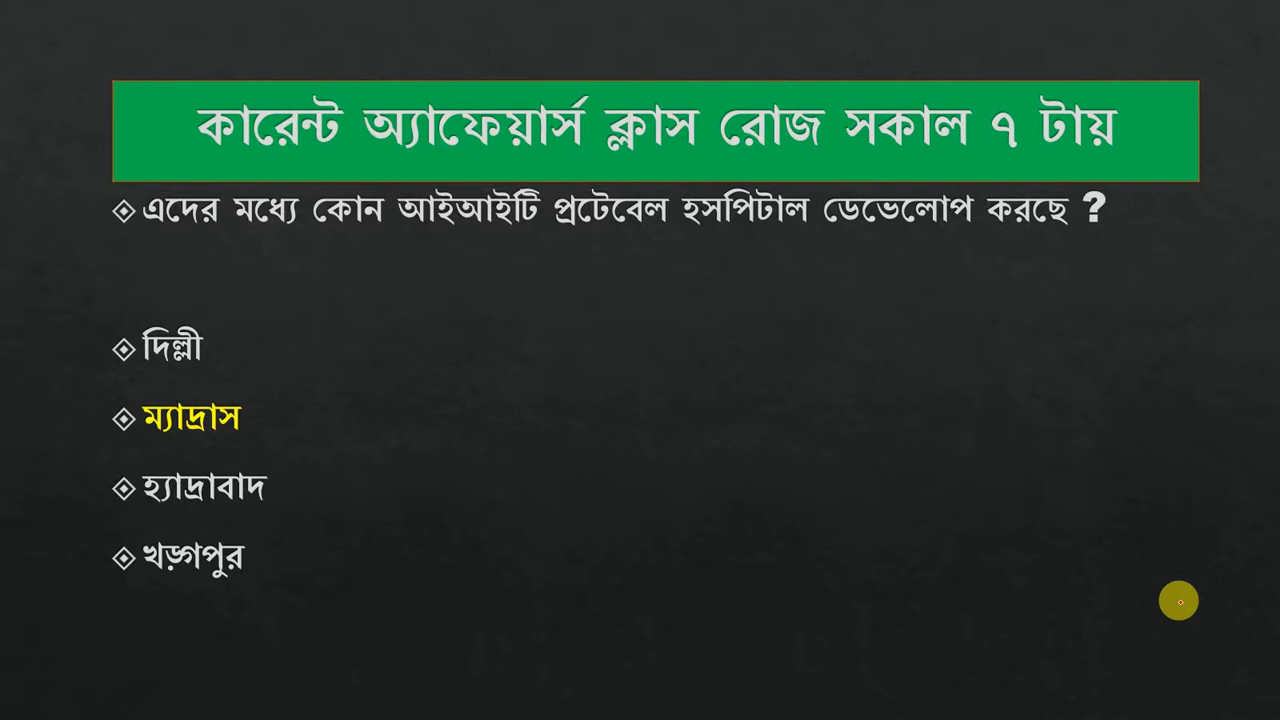 কারেন্ট অ্যাফেয়ার্স ক্লাস রোজ সকাল ৭ টায়
এদের মধ্যে কোন আইআইটি প্রটেবেল হসপিটাল ডেভেলোপ করছে ?
দিল্লী
ম্যাদ্রাস
হ্যাদ্রাবাদ
খড়্গপুর